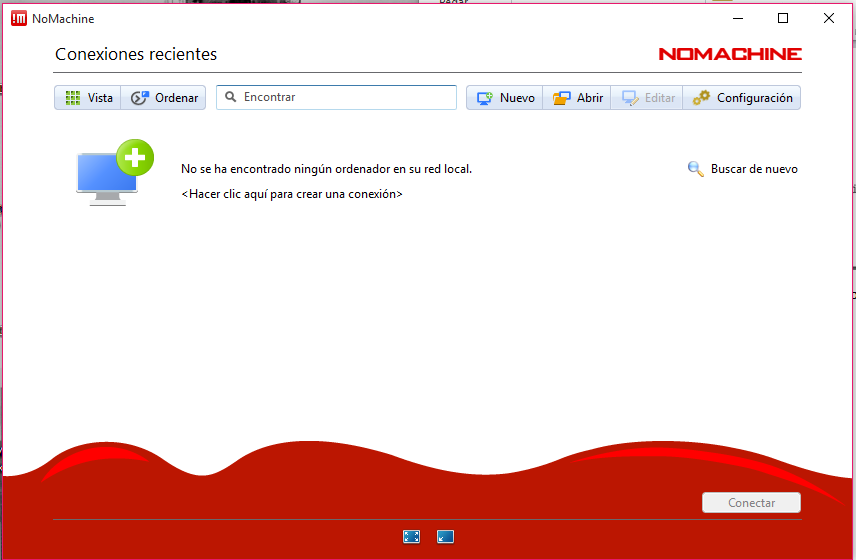 NoMachine
Conexiones recientes
NOMACHINE
Vista
Ordenar
Encontrar
Nuevo
Abrir
Editar
Configuración
No se ha encontrado ningún ordenador en su red local.
Buscar de nuevo
<Hacer clic aquí para crear una conexión>
Conectar